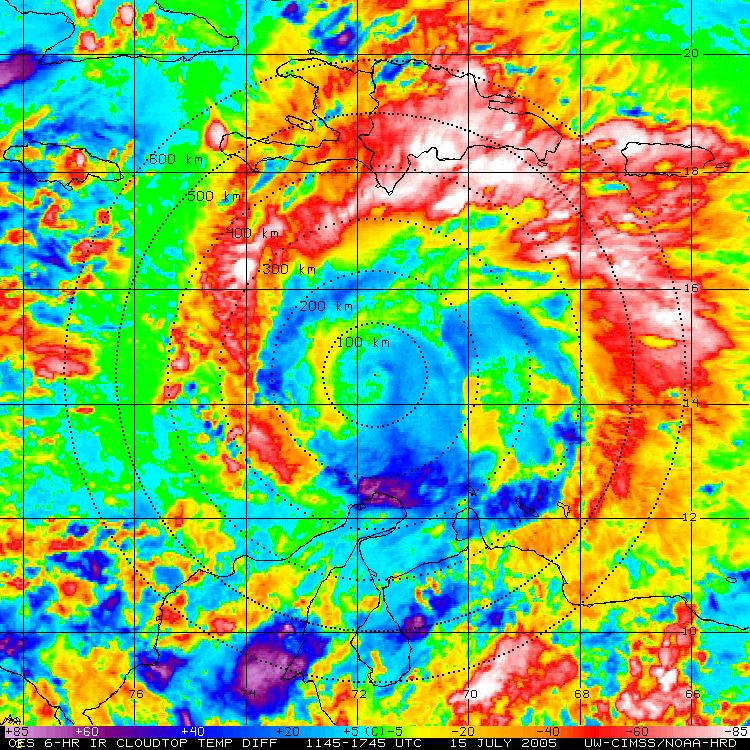 20
600 km
18
500 km
400 km
300 km
16
200 km
100 km
14
12
10
76 74 72 70 68 66
+85 +60 +40 +20 +5 (C) -5 -20 -40 -60 -85
GOES 6-HR IR CLOUDTOP TEMP DIFF 1145-1745 UTC 15 JULY 2005 UW-CIMSS/NOAA-HRD